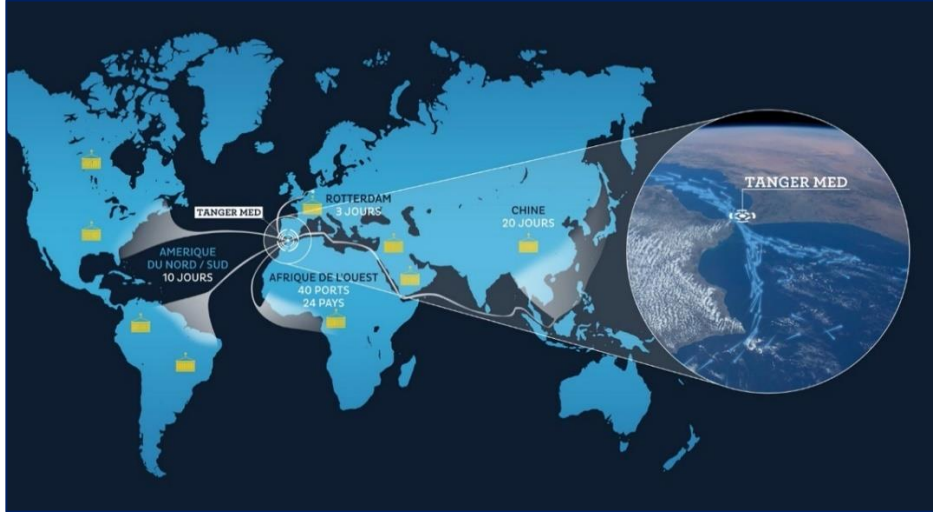 TANGER MED
AMERIQUE
DU NORD / SUD
10 JOURS
ROTTERDAM
3 JOURS
AFRIQUE DE L'OUEST
40 PORTS
24 PAYS
CHINE
20 JOURS
TANGER MED